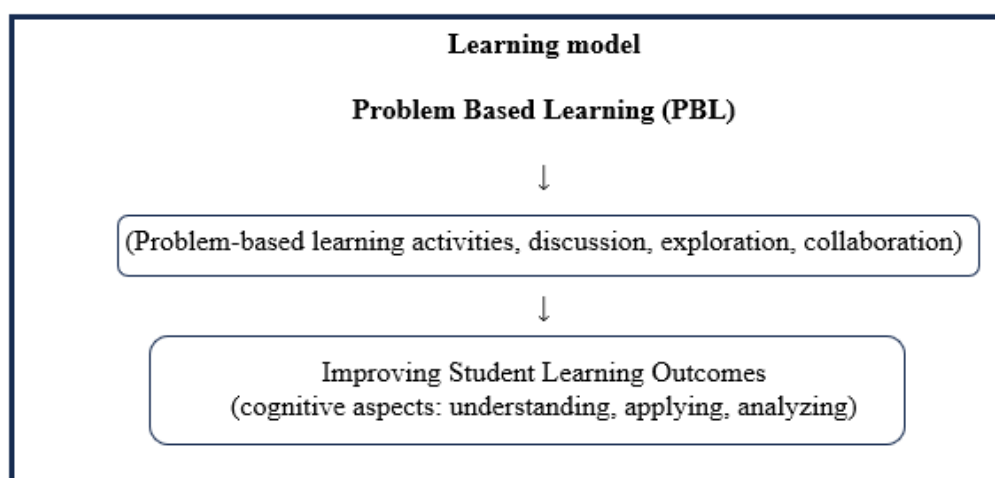 Learning model
Problem Based Learning (PBL)
↓
(Problem-based learning activities, discussion, exploration, collaboration)
↓
Improving Student Learning Outcomes
(cognitive aspects: understanding, applying, analyzing)